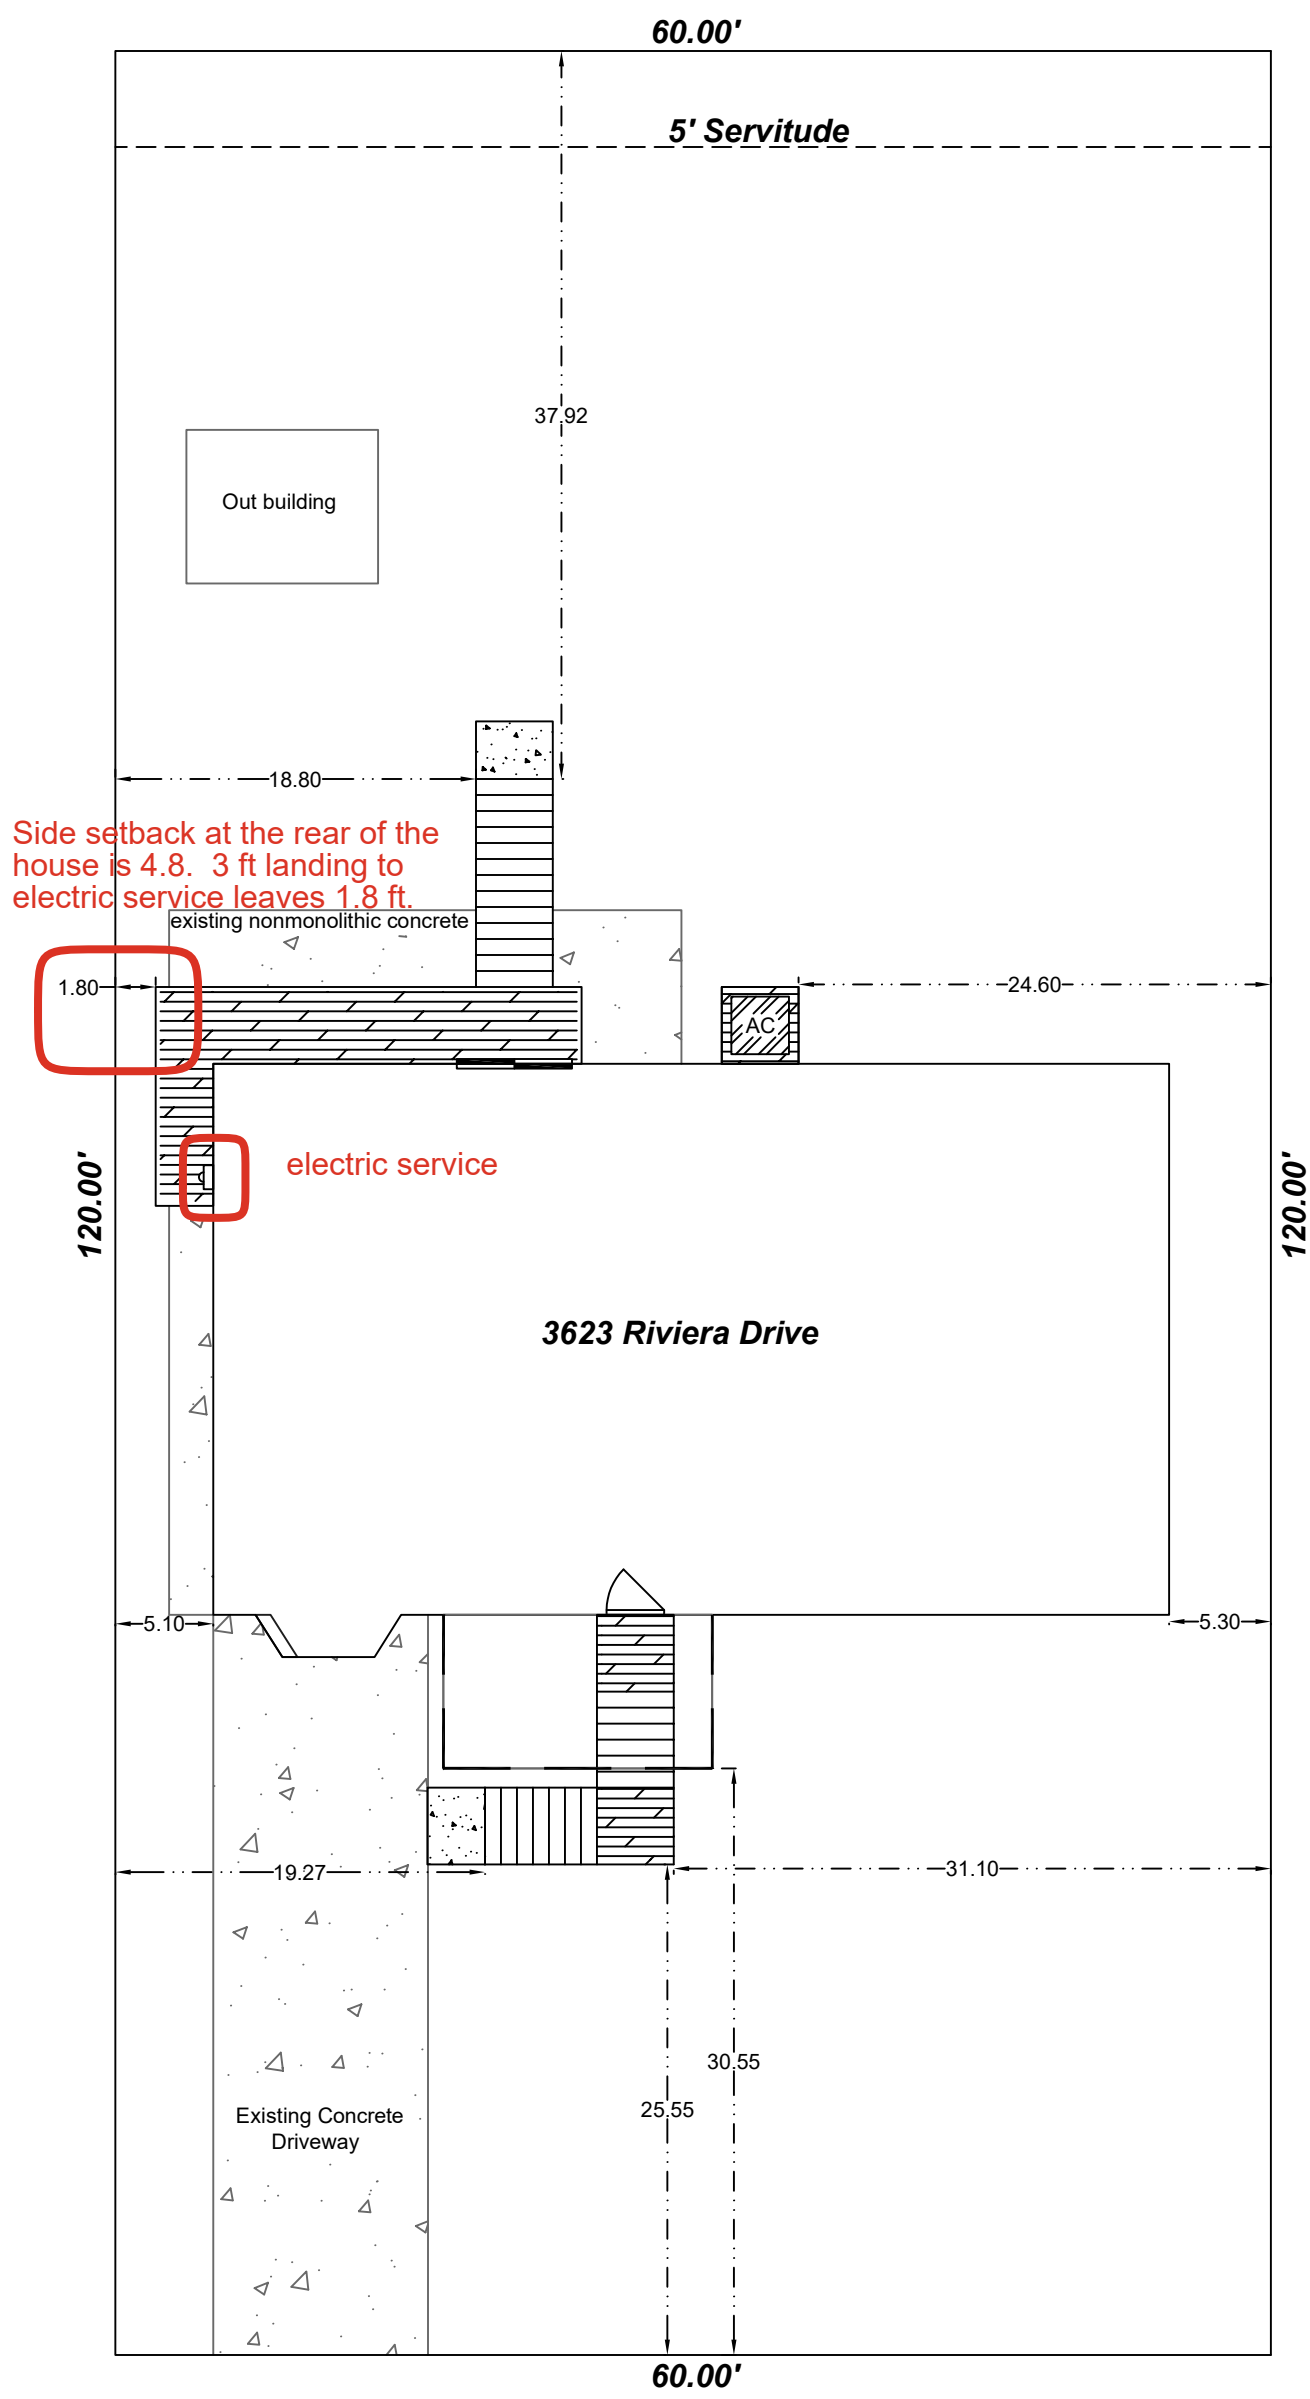 60.00'
5' Servitude
37.92
Out building
18.80
Side setback at the rear of the
house is 4.8.  3 ft landing to
electric service leaves 1.8 ft.
existing nonmonolithic concrete
1.80
24.60
AC
electric service
120.00'
120.00'
3623 Riviera Drive
5.10
5.30
19.27
31.10
30.55
25.55
Existing Concrete
Driveway
60.00'